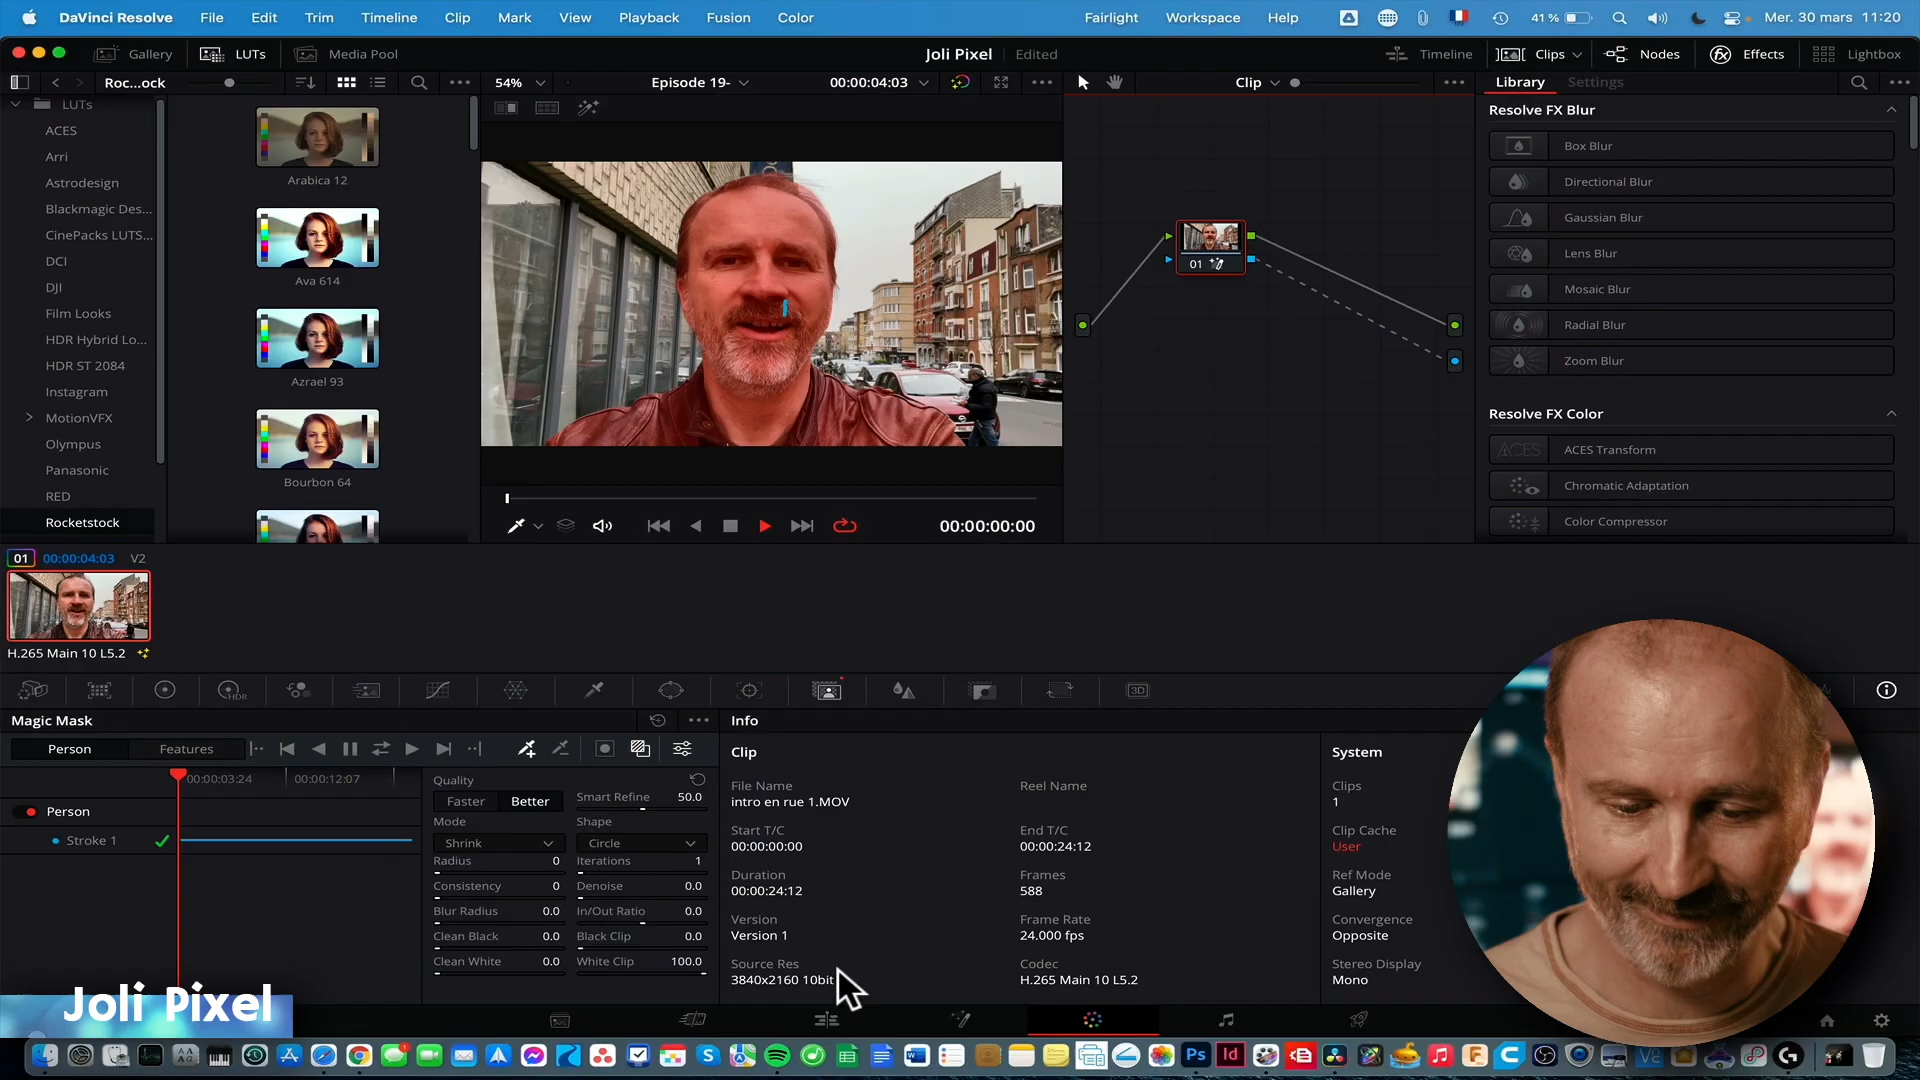 DaVinci Resolve File Edit Trim Timeline Clip Mark View Playback Fusion Color Fairlight Workspace Help 41 % Mer. 30 mars 11:20
Gallery LUTs Media Pool Joli Pixel Edited Timeline Clips Nodes Effects Lightbox
Roc...ock 54% Episode 19- 00:00:04:03 Clip Library Settings
LUTs
ACES
Arri
Astrodesign
Blackmagic Des...
CinePacks LUTS...
DCI
DJI
Film Looks
HDR Hybrid Lo...
HDR ST 2084
Instagram
MotionVFX
Olympus
Panasonic
RED
Rocketstock
Arabica 12
Ava 614
Azrael 93
Bourbon 64
01
00:00:00:00
Resolve FX Blur
Box Blur
Directional Blur
Gaussian Blur
Lens Blur
Mosaic Blur
Radial Blur
Zoom Blur
Resolve FX Color
ACES Transform
Chromatic Adaptation
Color Compressor
01 00:00:04:03 V2
H.265 Main 10 L5.2
HDR
3D
Magic Mask
Person Features
00:00:03:24 00:00:12:07
Person
Stroke 1
Quality
Faster Better Smart Refine 50.0
Mode Shape
Shrink Circle
Radius 0 Iterations 1
Consistency 0 Denoise 0.0
Blur Radius 0.0 In/Out Ratio 0.0
Clean Black 0.0 Black Clip 0.0
Clean White 0.0 White Clip 100.0
Info
Clip
File Name Reel Name
intro en rue 1.MOV
Start T/C End T/C
00:00:00:00 00:00:24:12
Duration Frames
00:00:24:12 588
Version Frame Rate
Version 1 24.000 fps
Source Res Codec
3840x2160 10bit H.265 Main 10 L5.2
System
Clips
1
Clip Cache
User
Ref Mode
Gallery
Convergence
Opposite
Stereo Display
Mono
Joli Pixel